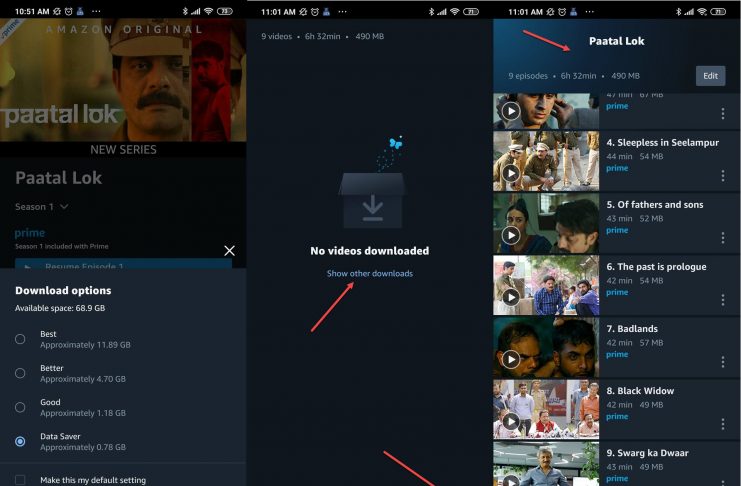 10:51 AM
73
prime
AMAZON ORIGINAL
paatal lok
NEW SERIES
Paatal Lok
Season 1
prime
Season 1 included with Prime
Resume Episode 1
Download options
Available space: 68.9 GB
Best
Approximately 11.89 GB
Better
Approximately 4.70 GB
Good
Approximately 1.18 GB
Data Saver
Approximately 0.78 GB
Make this my default setting
11:01 AM
71
9 videos • 6h 32min • 490 MB
No videos downloaded
Show other downloads
11:01 AM
71
Paatal Lok
9 episodes • 6h 32min • 490 MB
Edit
47 min 67 MB
prime
4. Sleepless in Seelampur
44 min 54 MB
prime
5. Of fathers and sons
43 min 52 MB
prime
6. The past is prologue
42 min 57 MB
prime
7. Badlands
42 min 57 MB
prime
8. Black Widow
42 min 49 MB
prime
9. Swarg ka Dwaar
43 min 49 MB
prime